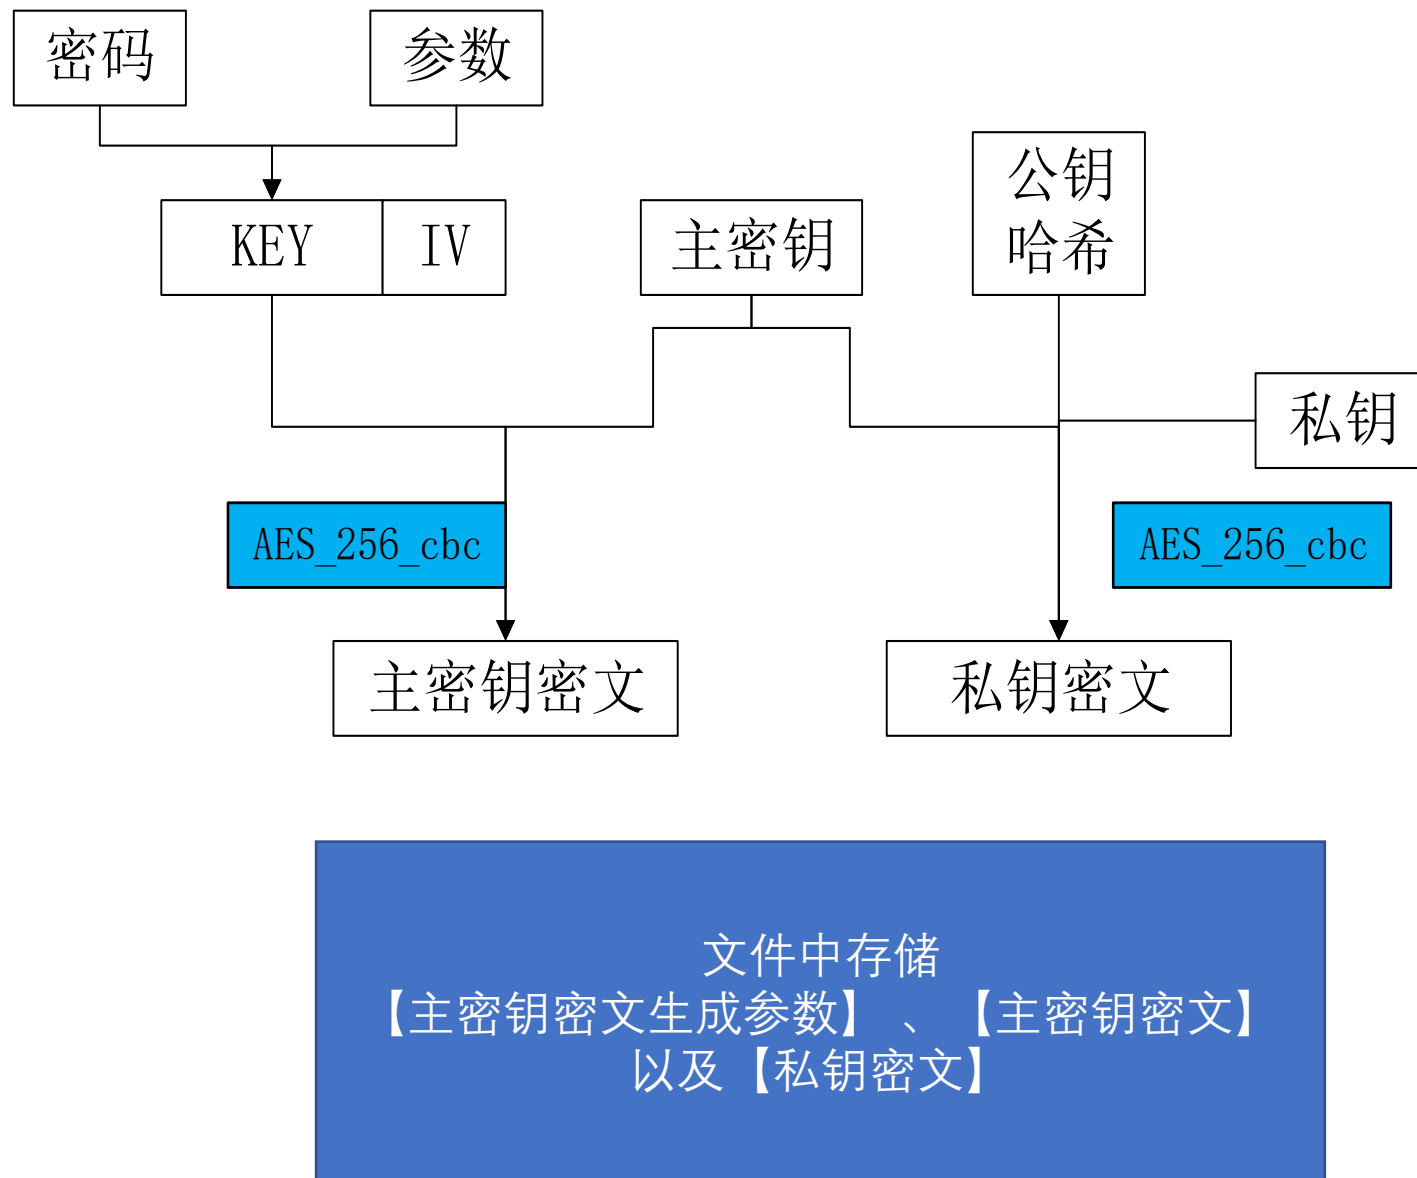 密码
参数
KEY
IV
主密钥
公钥
哈希
私钥
AES_256_cbc
AES_256_cbc
主密钥密文
私钥密文
文件中存储
【主密钥密文生成参数】、【主密钥密文】
以及【私钥密文】